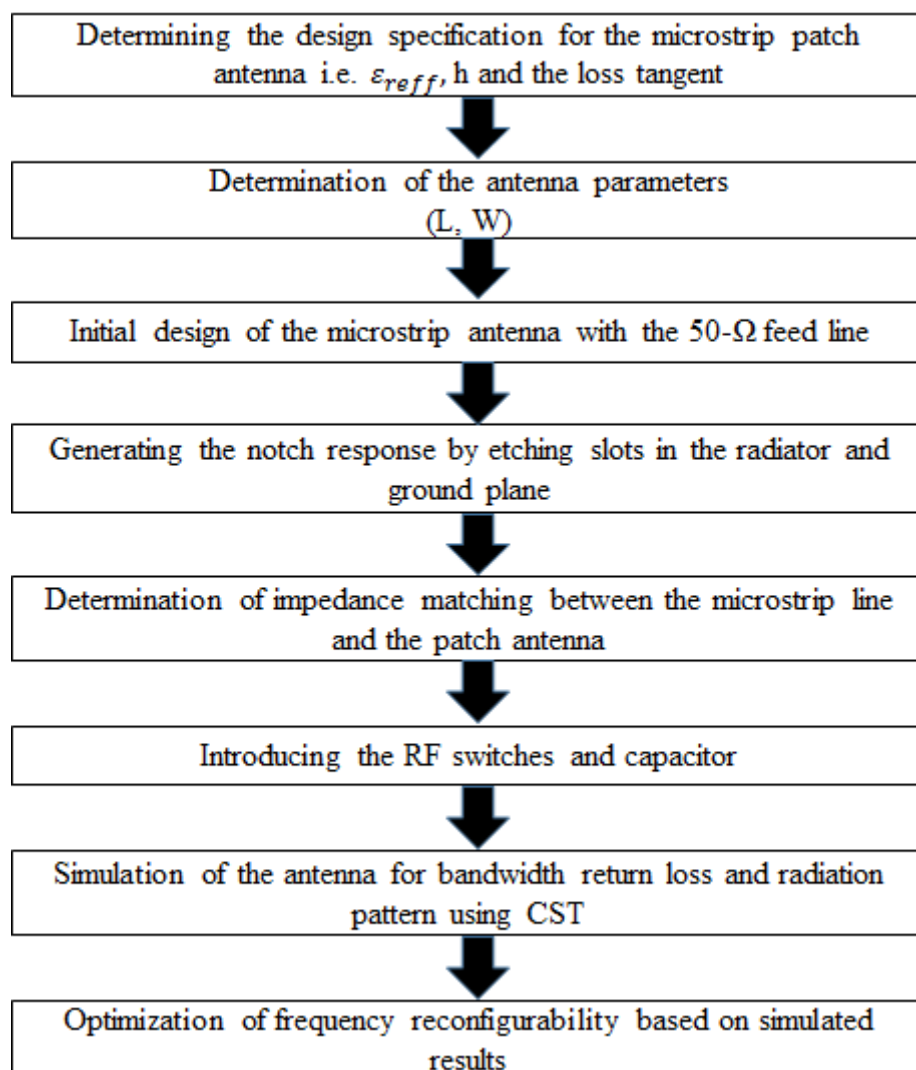 Determining the design specification for the microstrip patch
antenna i.e. εreff, h and the loss tangent
Determination of the antenna parameters
(L, W)
Initial design of the microstrip antenna with the 50-Ω feed line
Generating the notch response by etching slots in the radiator and
ground plane
Determination of impedance matching between the microstrip line
and the patch antenna
Introducing the RF switches and capacitor
Simulation of the antenna for bandwidth return loss and radiation
pattern using CST
Optimization of frequency reconfigurability based on simulated
results